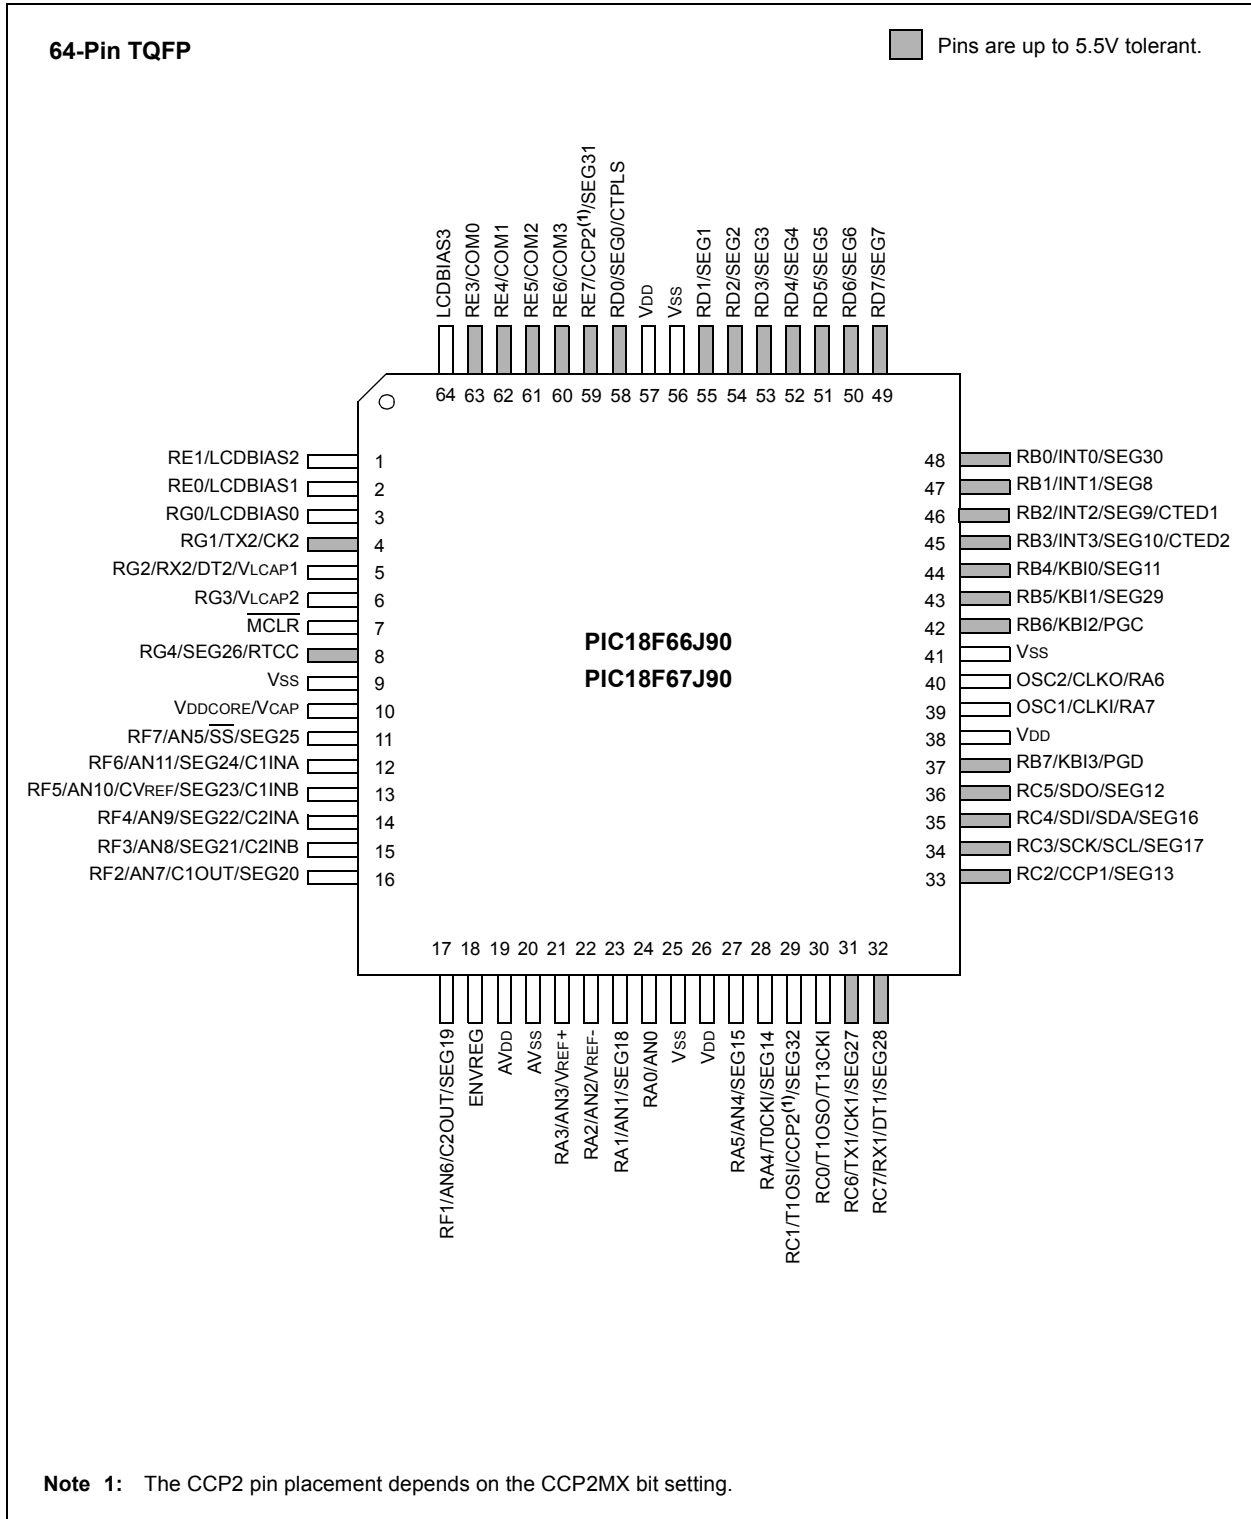 64-Pin TQFP
Pins are up to 5.5V tolerant.
LCDBIAS3
RE3/COM0
RE4/COM1
RE5/COM2
RE6/COM3
RE7/CCP2(1)/SEG31
RD0/SEG0/CTPLS
VDD
VSS
RD1/SEG1
RD2/SEG2
RD3/SEG3
RD4/SEG4
RD5/SEG5
RD6/SEG6
RD7/SEG7
64 63 62 61 60 59 58 57 56 55 54 53 52 51 50 49
RE1/LCDBIAS2 1
RE0/LCDBIAS1 2
RG0/LCDBIAS0 3
RG1/TX2/CK2 4
RG2/RX2/DT2/VLCAP1 5
RG3/VLCAP2 6
MCLR 7
RG4/SEG26/RTCC 8
VSS 9
VDDCORE/VCAP 10
RF7/AN5/SS/SEG25 11
RF6/AN11/SEG24/C1INA 12
RF5/AN10/CVREF/SEG23/C1INB 13
RF4/AN9/SEG22/C2INA 14
RF3/AN8/SEG21/C2INB 15
RF2/AN7/C1OUT/SEG20 16
PIC18F66J90
PIC18F67J90
48 RB0/INT0/SEG30
47 RB1/INT1/SEG8
46 RB2/INT2/SEG9/CTED1
45 RB3/INT3/SEG10/CTED2
44 RB4/KBI0/SEG11
43 RB5/KBI1/SEG29
42 RB6/KBI2/PGC
41 VSS
40 OSC2/CLKO/RA6
39 OSC1/CLKI/RA7
38 VDD
37 RB7/KBI3/PGD
36 RC5/SDO/SEG12
35 RC4/SDI/SDA/SEG16
34 RC3/SCK/SCL/SEG17
33 RC2/CCP1/SEG13
17 18 19 20 21 22 23 24 25 26 27 28 29 30 31 32
RF1/AN6/C2OUT/SEG19
ENVREG
AVDD
AVSS
RA3/AN3/VREF+
RA2/AN2/VREF-
RA1/AN1/SEG18
RA0/AN0
VSS
VDD
RA5/AN4/SEG15
RA4/T0CKI/SEG14
RC1/T1OSI/CCP2(1)/SEG32
RC0/T1OSO/T13CKI
RC6/TX1/CK1/SEG27
RC7/RX1/DT1/SEG28
Note 1: The CCP2 pin placement depends on the CCP2MX bit setting.